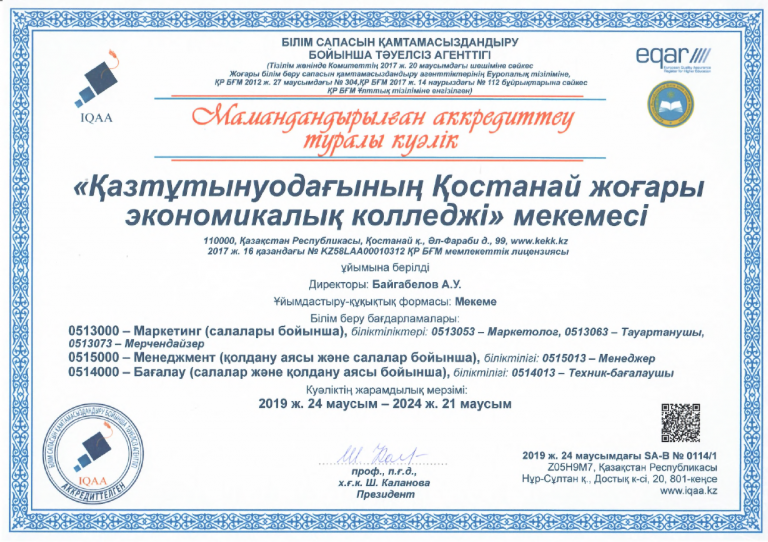 БІЛІМ САПАСЫН ҚАМТАМАСЫЗДАНДЫРУ
БОЙЫНША ТӘУЕЛСІЗ АГЕНТТІГІ
(Тізілім жөнінде Комитеттің 2017 ж. 20 маусымдағы шешіміне сәйкес
Жоғары білім беру сапасын қамтамасыздандыру агенттіктерінің Еуропалық тізіліміне,
ҚР БҒМ 2012 ж. 27 маусымдағы № 304,ҚР БҒМ 2017 ж. 14 наурыздағы № 112 бұйрықтарына сәйкес
ҚР БҒМ Ұлттық тізіліміне енгізілген)
IQAA
eqar
Мамандандырылған аккредиттеу
туралы куәлік
«Қазтұтынуодағының Қостанай жоғары
экономикалық колледжі» мекемесі
110000, Қазақстан Республикасы, Қостанай қ., Әл-Фараби д., 99, www.kekk.kz
2017 ж. 16 қазандағы № KZ58LAA00010312 ҚР БҒМ мемлекеттік лицензиясы
ұйымына берілді
Директоры: Байгабелов А.У.
Ұйымдастыру-құқықтық формасы: Мекеме
Білім беру бағдарламалары:
0513000 – Маркетинг (салалары бойынша), біліктіліктері: 0513053 – Маркетолог, 0513063 – Тауартанушы,
0513073 – Мерчендайзер
0515000 – Менеджмент (қолдану аясы және салалар бойынша), біліктілігі: 0515013 – Менеджер
0514000 – Бағалау (салалар және қолдану аясы бойынша), біліктілігі: 0514013 – Техник-бағалаушы
Куәліктің жарамдылық мерзімі:
2019 ж. 24 маусым – 2024 ж. 21 маусым
IQAA
АККРЕДИТТЕЛГЕН
проф., п.ғ.д.,
х.ғ.к. Ш. Каланова
Президент
2019 ж. 24 маусымдағы SA-B № 0114/1
Z05H9M7, Қазақстан Республикасы
Нұр-Сұлтан қ., Достық к-сі, 20, 801-кеңсе
www.iqaa.kz